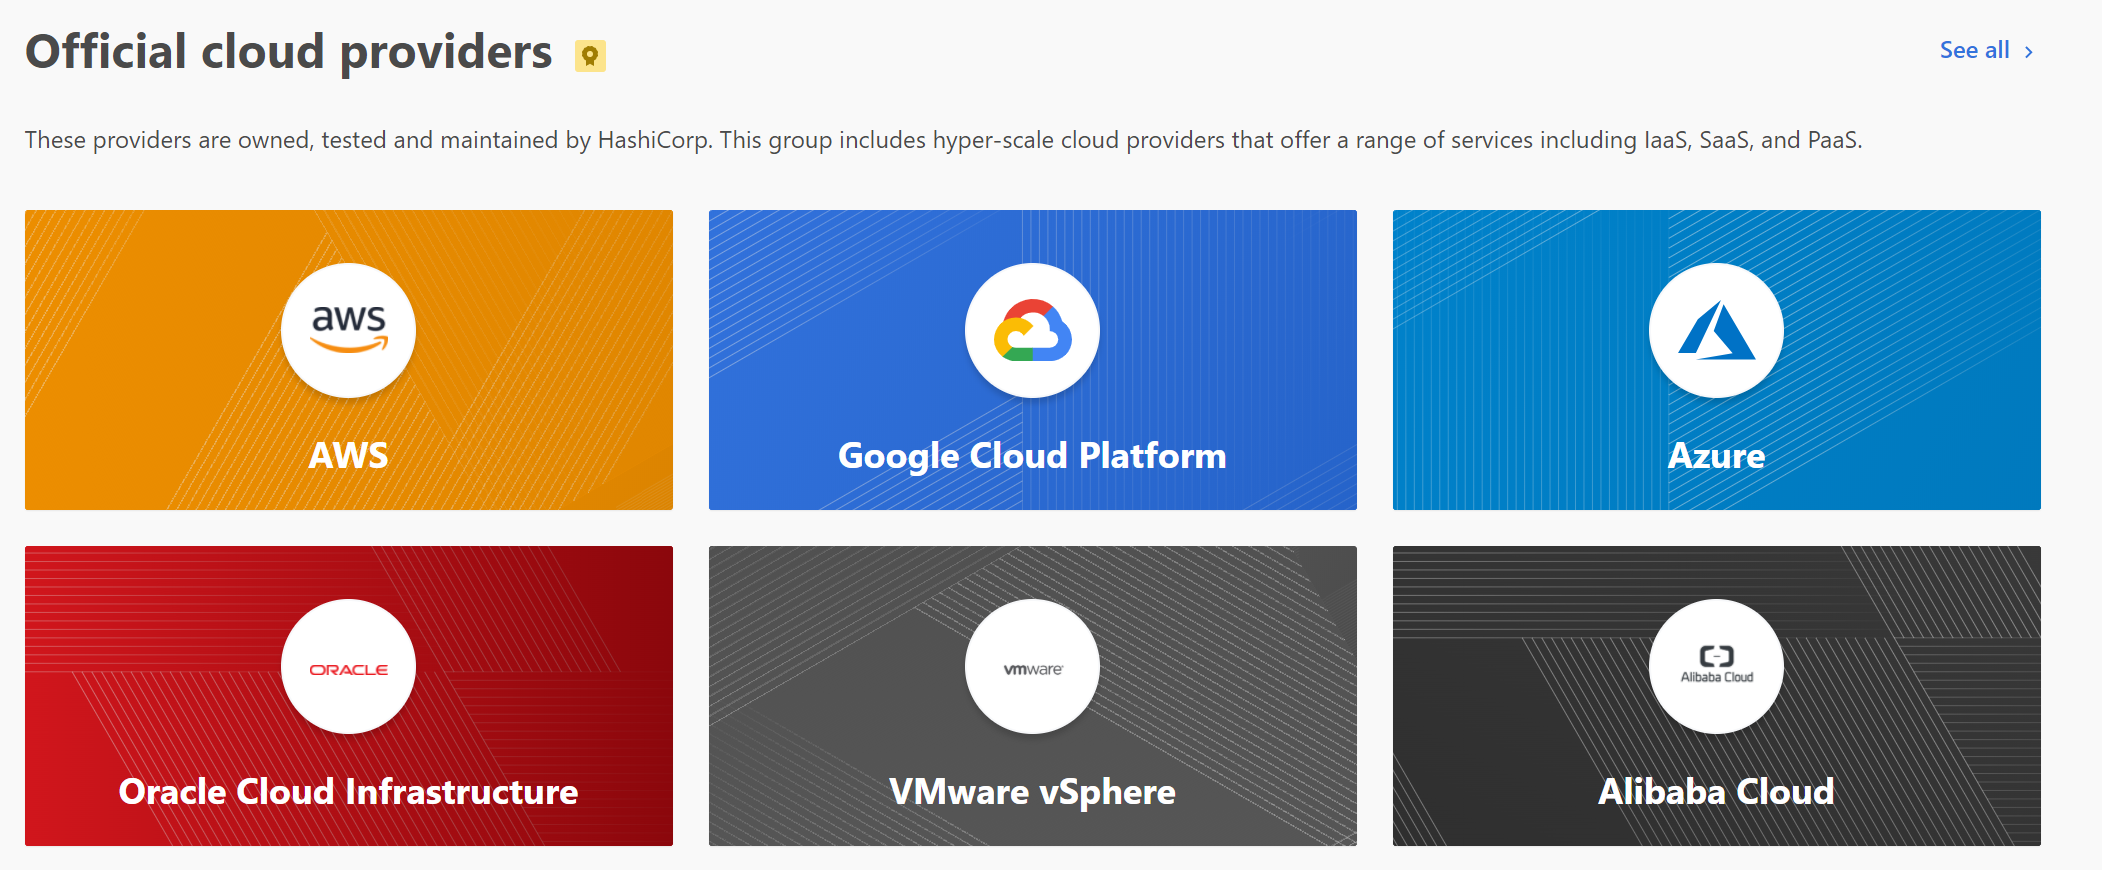 Official cloud providers
See all
These providers are owned, tested and maintained by HashiCorp. This group includes hyper-scale cloud providers that offer a range of services including IaaS, SaaS, and PaaS.
aws
AWS
Google Cloud Platform
Azure
ORACLE
Oracle Cloud Infrastructure
vmware
VMware vSphere
Alibaba Cloud
Alibaba Cloud